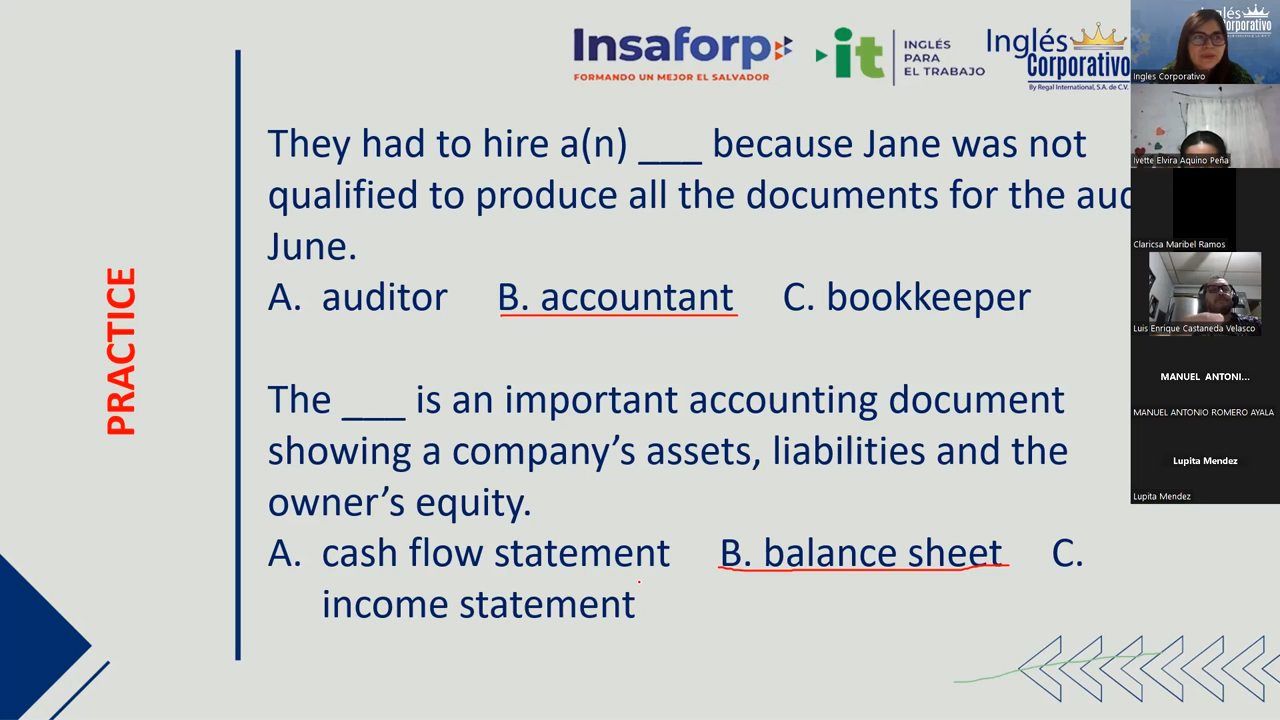 Insaforp
FORMANDO UN MEJOR EL SALVADOR
it
INGLÉS
PARA
EL TRABAJO
Inglés
Corporativo
By Regal International, S.A. de C.V.
PRACTICE
They had to hire a(n) ___ because Jane was not
qualified to produce all the documents for the
June.
A. auditor B. accountant C. bookkeeper
The ___ is an important accounting document
showing a company’s assets, liabilities and the
owner’s equity.
A. cash flow statement B. balance sheet C.
income statement
Ingles Corporativo
Ivette Elvira Aquino Peña
Claricsa Maribel Ramos
Luis Enrique Castaneda Velasco
MANUEL ANTONI...
MANUEL ANTONIO ROMERO AYALA
Lupita Mendez
Lupita Mendez